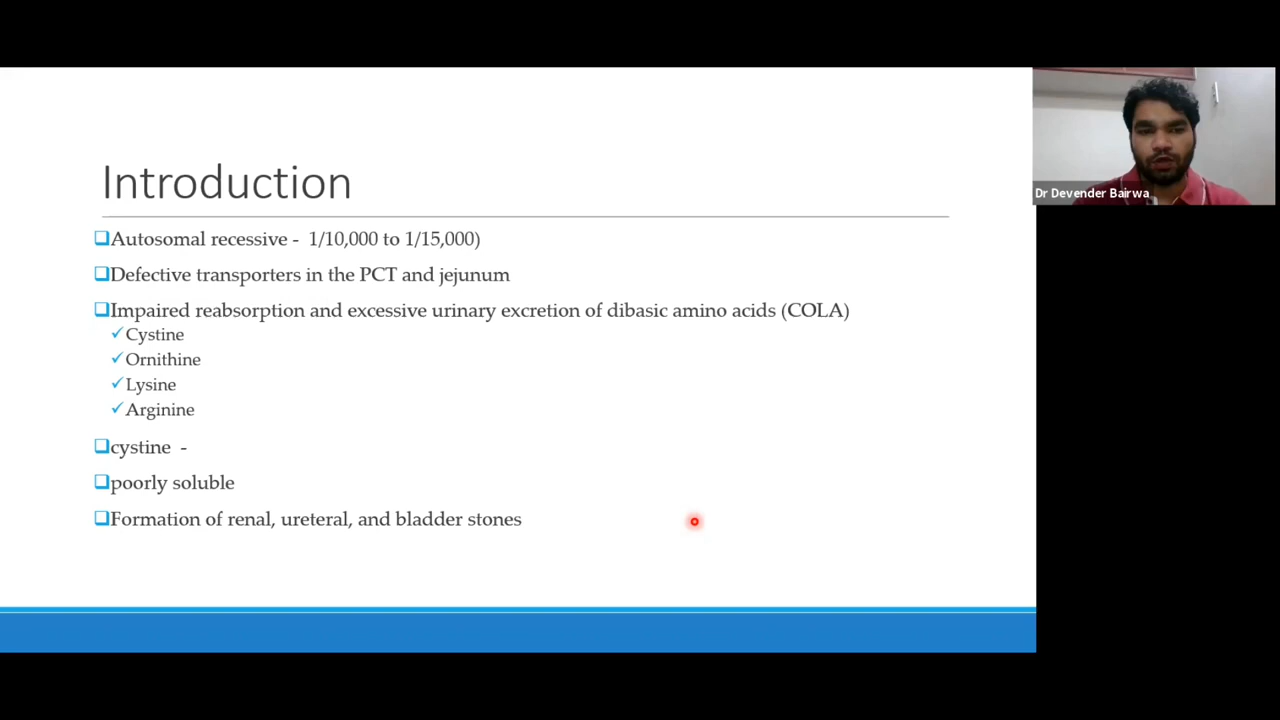 Introduction
Autosomal recessive - 1/10,000 to 1/15,000)
Defective transporters in the PCT and jejunum
Impaired reabsorption and excessive urinary excretion of dibasic amino acids (COLA)
Cystine
Ornithine
Lysine
Arginine
cystine -
poorly soluble
Formation of renal, ureteral, and bladder stones
Dr Devender Bairwa